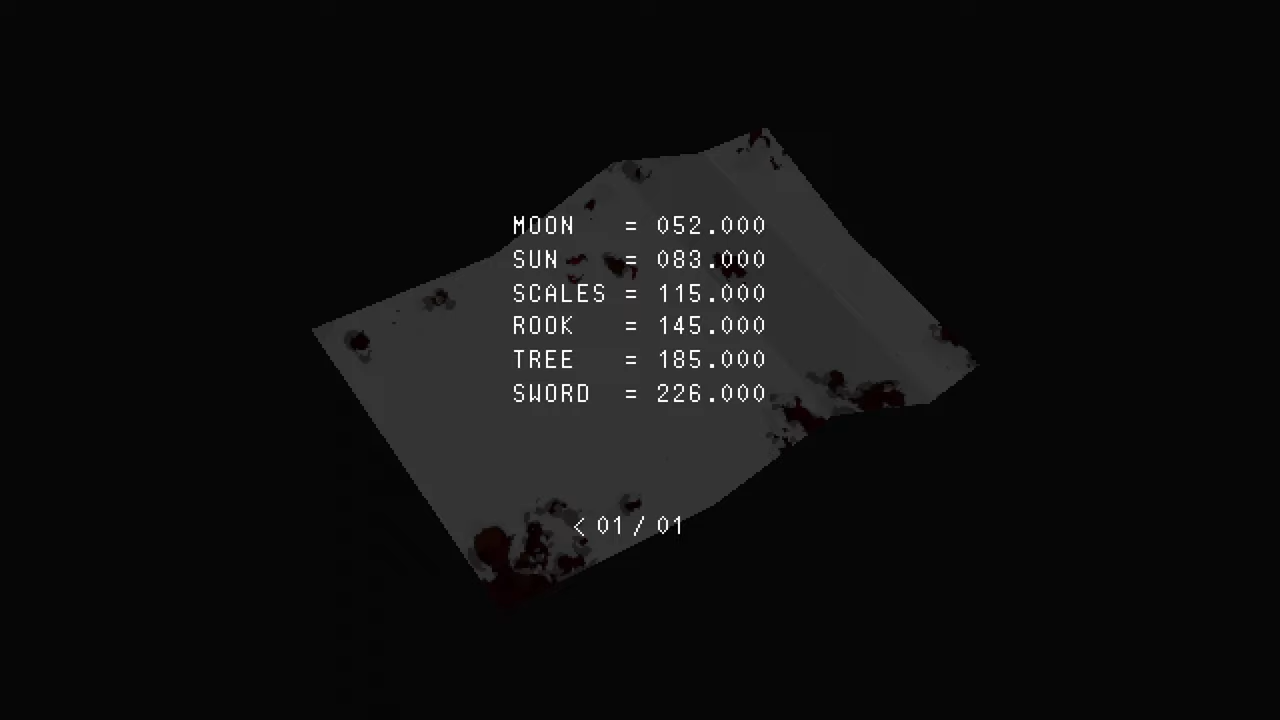 MOON = 052.000
SUN = 083.000
SCALES = 115.000
ROOK = 145.000
TREE = 185.000
SWORD = 226.000
< 01 / 01